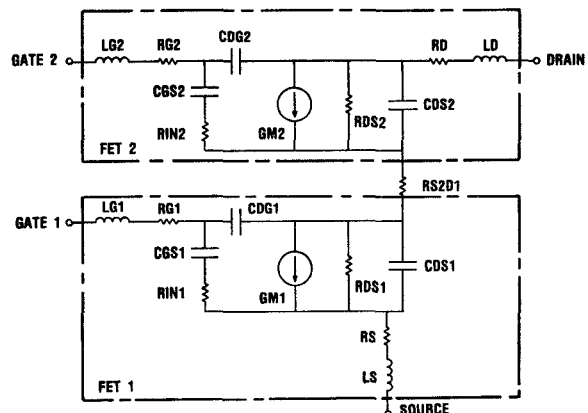 LG2 RG2 CDG2 RD LD
GATE 2 DRAIN
CGS2 CDS2
RDS2
RIN2 GM2
FET 2
RS2D1
LG1 RG1
GATE 1 CDG1
CGS1 CDS1
RDS1
RIN1 GM1
RS
LS
FET 1
SOURCE